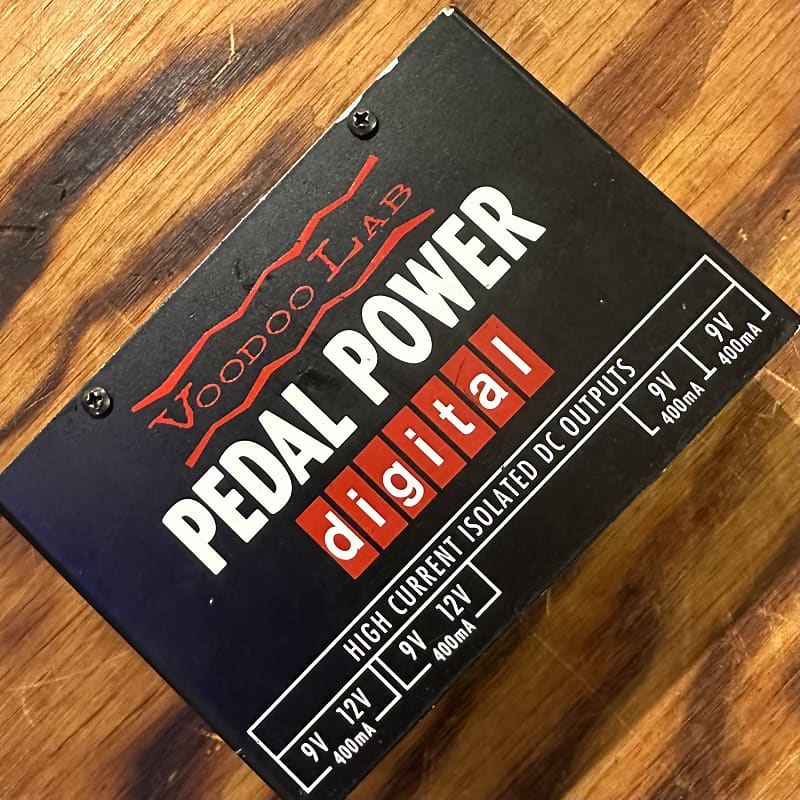 VOODOO LAB
PEDAL POWER
digital
HIGH CURRENT ISOLATED DC OUTPUTS
9V 12V 9V 12V 9V 9V
400mA 400mA 400mA 400mA